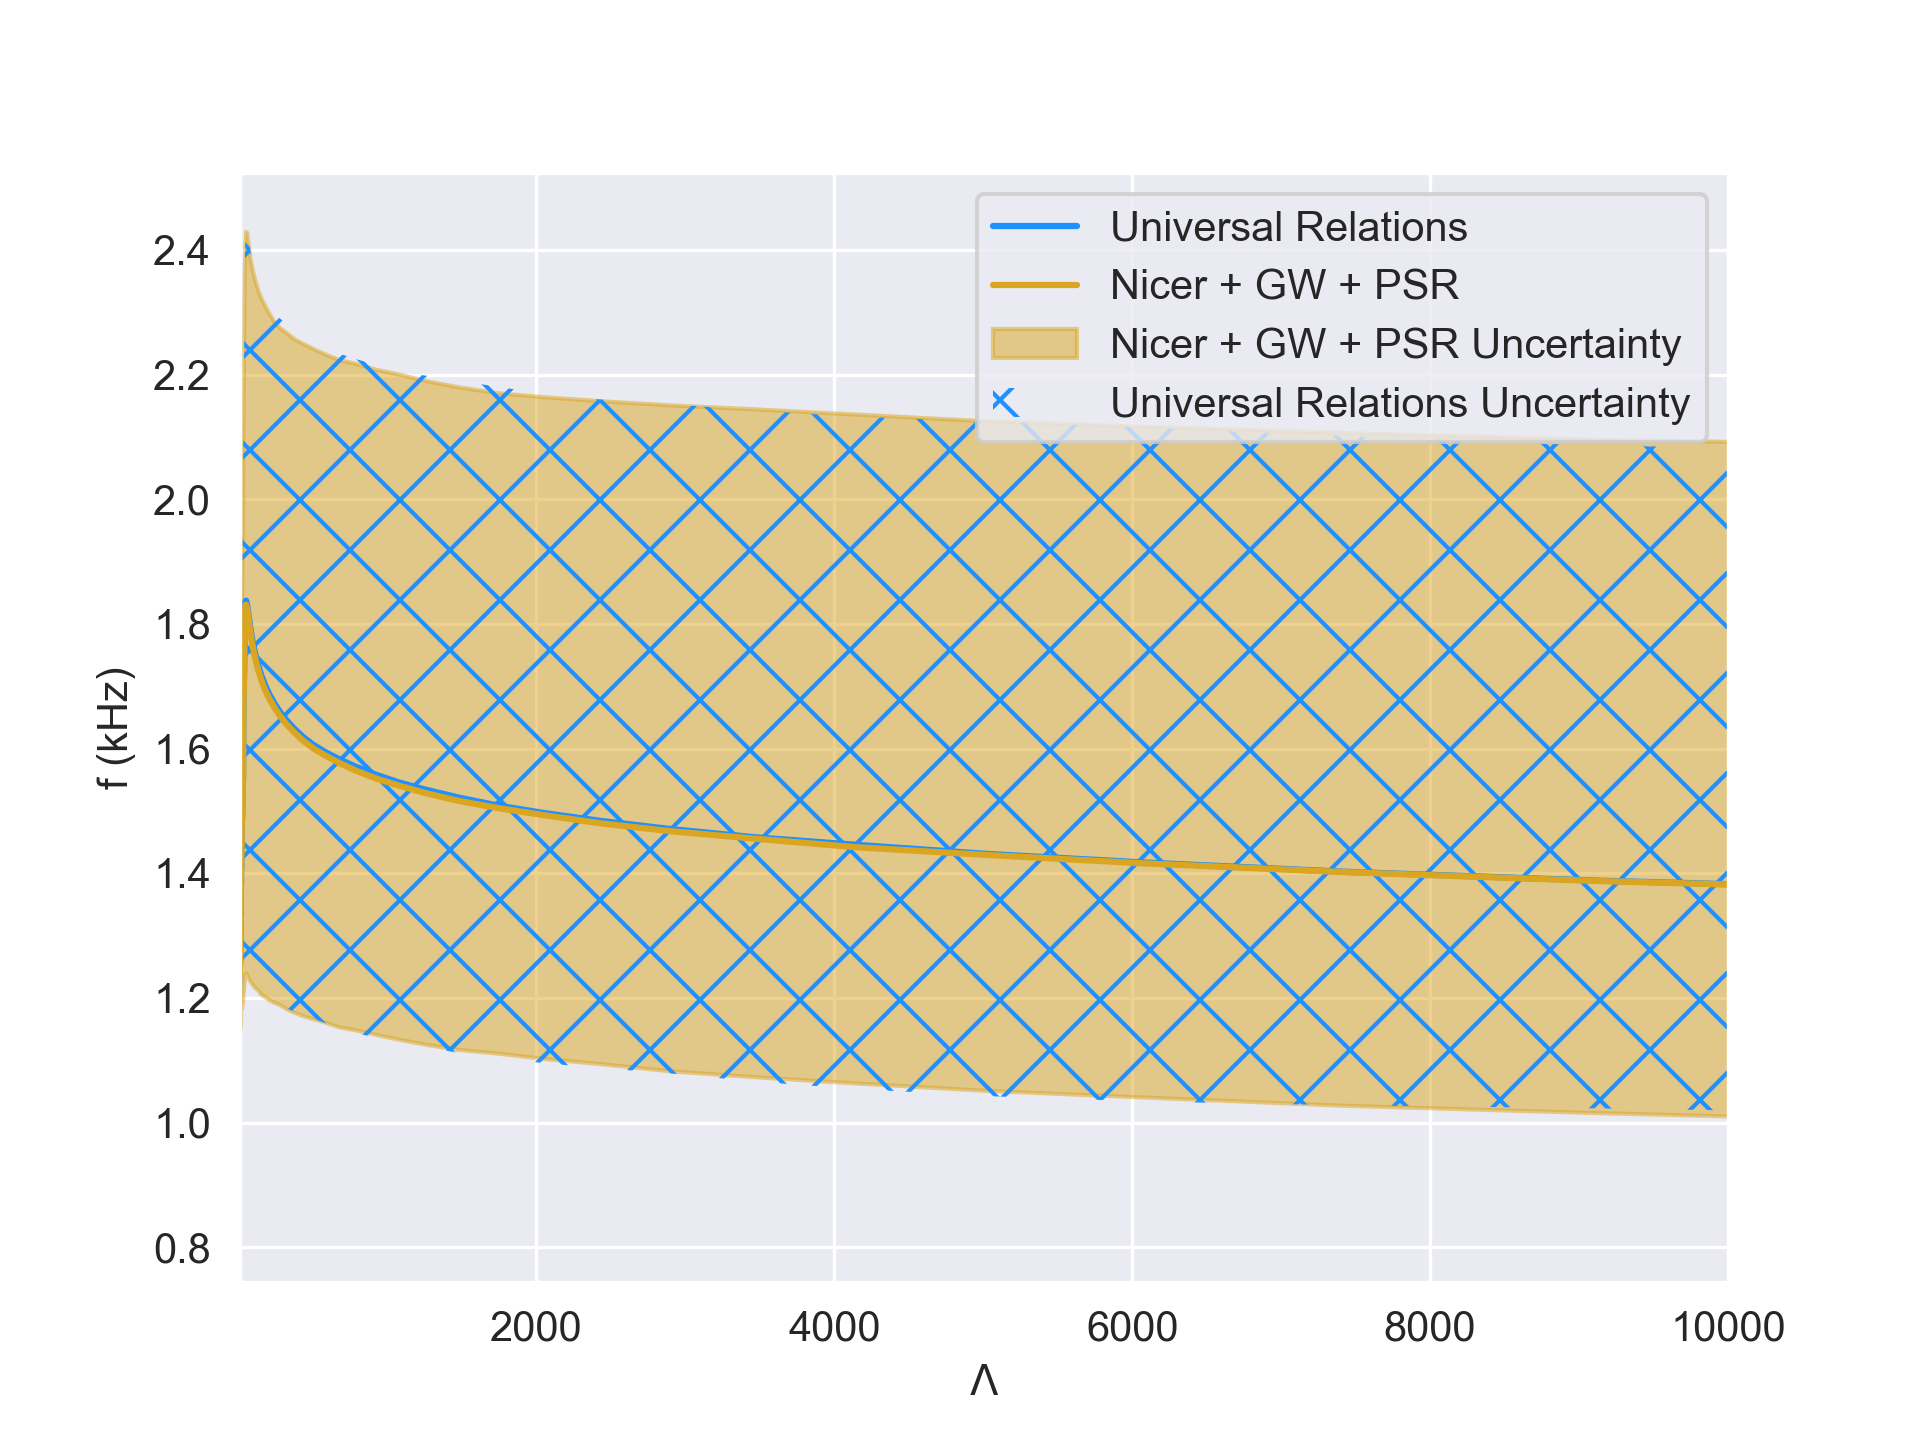 Universal Relations
Nicer + GW + PSR
Nicer + GW + PSR Uncertainty
Universal Relations Uncertainty
2.4
2.2
2.0
1.8
1.6
1.4
1.2
1.0
0.8
f (kHz)
2000 4000 6000 8000 10000
Λ